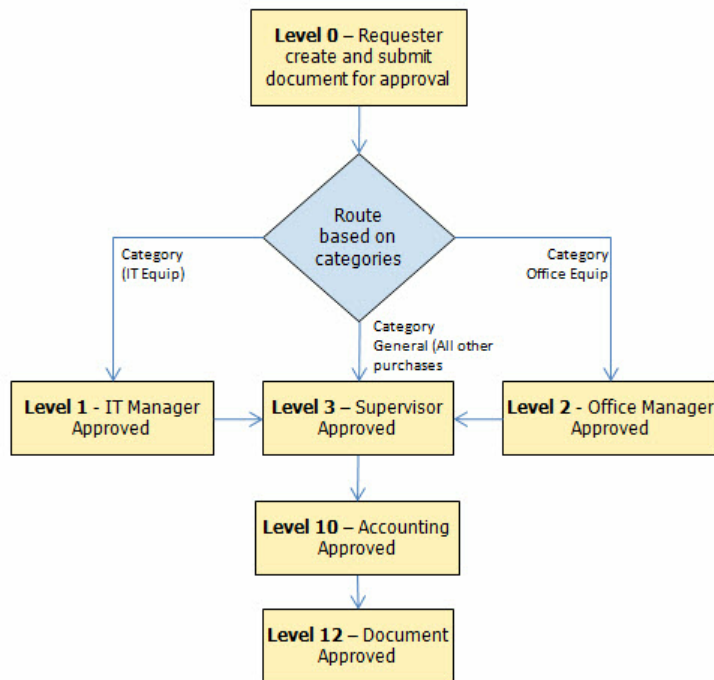 Level 0 – Requester
create and submit
document for approval
Route
based on
categories
Category
(IT Equip)
Category
Office Equip
Category
General (All other
purchases
Level 1 - IT Manager
Approved
Level 3 – Supervisor
Approved
Level 2 - Office Manager
Approved
Level 10 – Accounting
Approved
Level 12 – Document
Approved